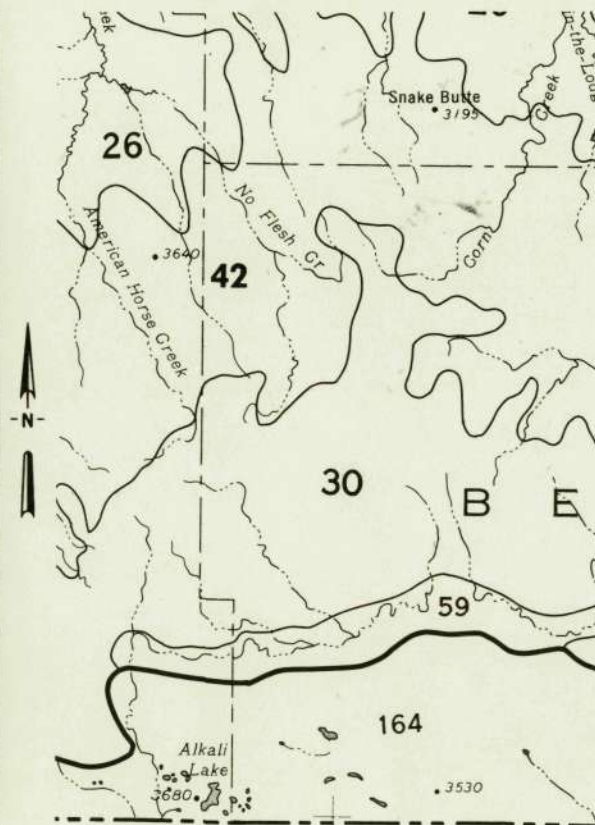 Snake Butte
3195
Creek
26
No Flesh Cr.
Corn
American Horse Creek
3640
42
N
30
B E
59
164
Alkali
Lake
3680
3530